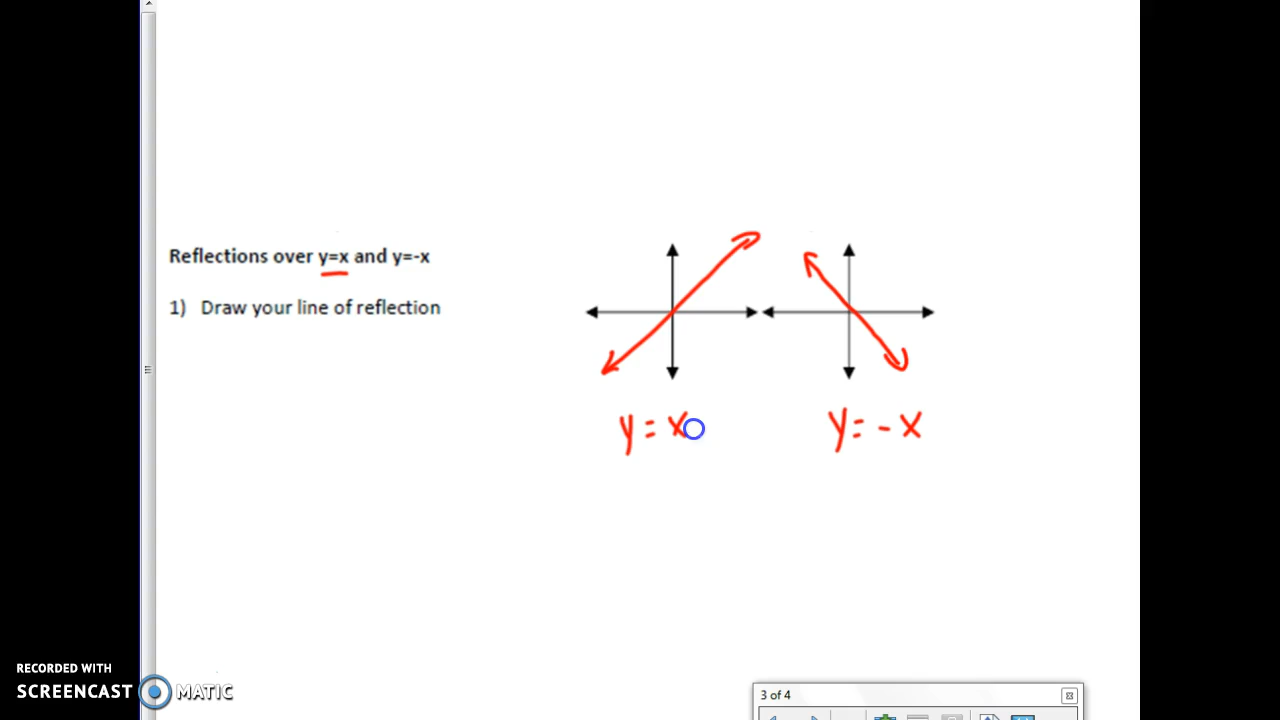 Reflections over y=x and y=-x
1) Draw your line of reflection
y = x
y = - x
RECORDED WITH
SCREENCAST MATIC
3 of 4